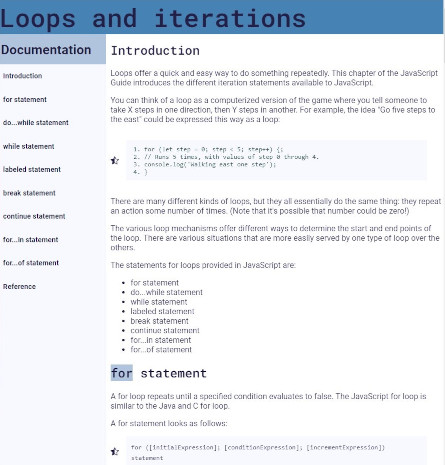 Loops and iterations
Documentation
Introduction
for statement
do...while statement
while statement
labeled statement
break statement
continue statement
for...in statement
for...of statement
Reference
Introduction
Loops offer a quick and easy way to do something repeatedly. This chapter of the JavaScript
Guide introduces the different iteration statements available to JavaScript.
You can think of a loop as a computerized version of the game where you tell someone to
take X steps in one direction, then Y steps in another. For example, the idea "Go five steps to
the east" could be expressed this way as a loop:
1. for (let step = 0; step < 5; step++) {;
2. // Runs 5 times, with values of step 0 through 4.
3. console.log('Walking east one step');
4. }
There are many different kinds of loops, but they all essentially do the same thing: they repeat
an action some number of times. (Note that it's possible that number could be zero!)
The various loop mechanisms offer different ways to determine the start and end points of
the loop. There are various situations that are more easily served by one type of loop over the
others.
The statements for loops provided in JavaScript are:
• for statement
• do...while statement
• while statement
• labeled statement
• break statement
• continue statement
• for...in statement
• for...of statement
for statement
A for loop repeats until a specified condition evaluates to false. The JavaScript for loop is
similar to the Java and C for loop.
A for statement looks as follows:
for ([initialExpression]; [conditionExpression]; [incrementExpression])
statement